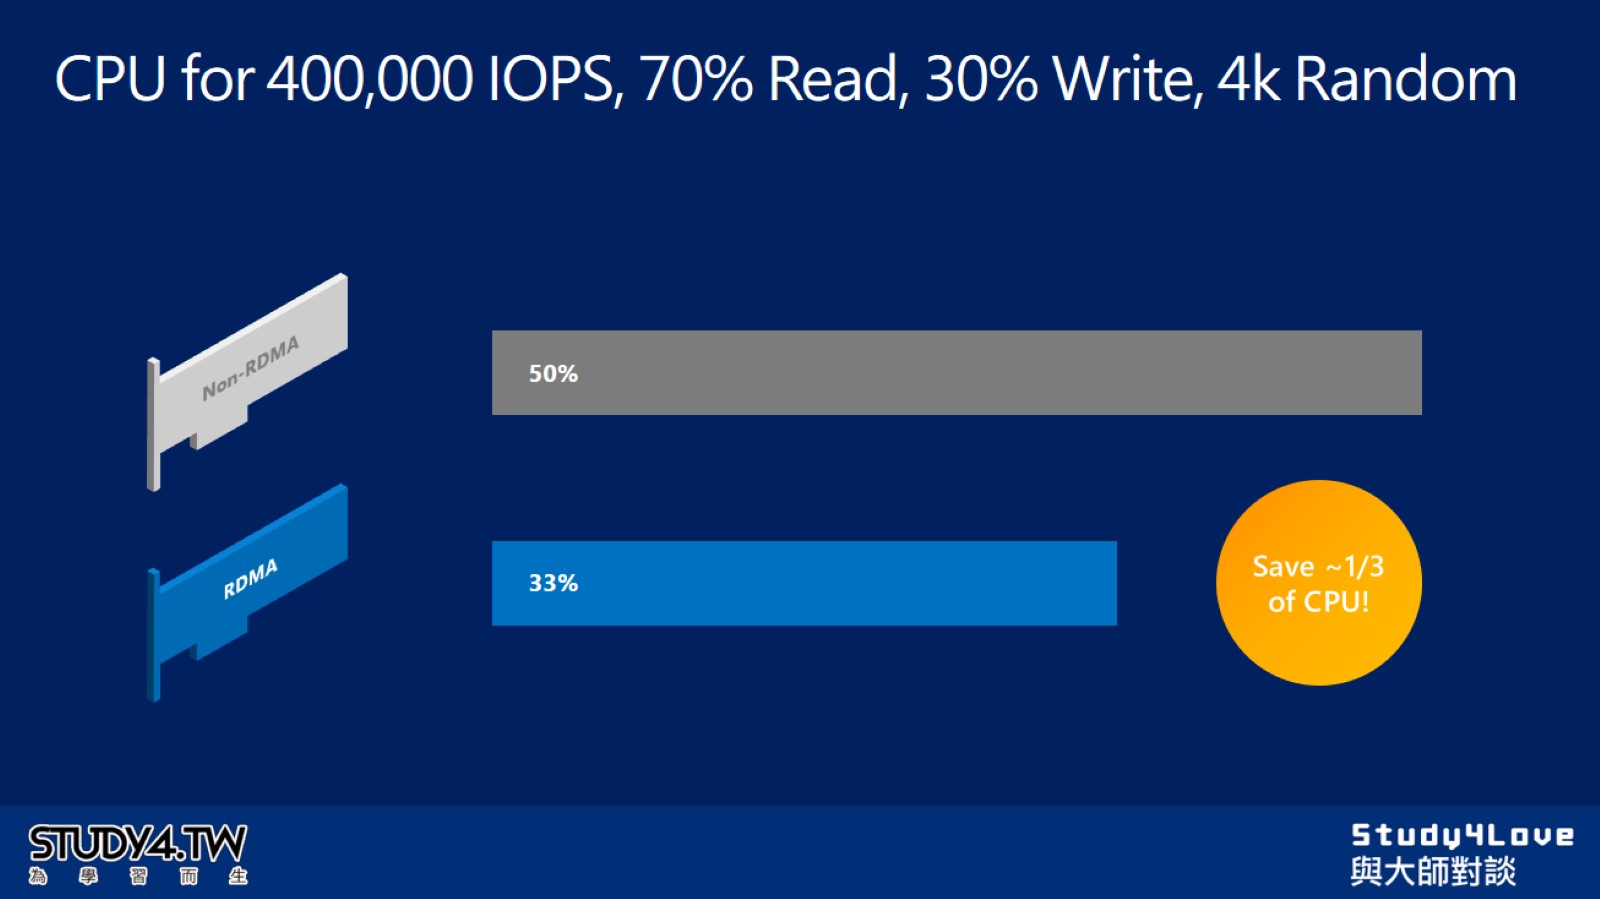 CPU for 400,000 IOPS, 70% Read, 30% Write, 4k Random
Non-RDMA
50%
RDMA
33%
Save ~1/3
of CPU!
STUDY4.TW
為學習而生
Study4Love
與大師對談